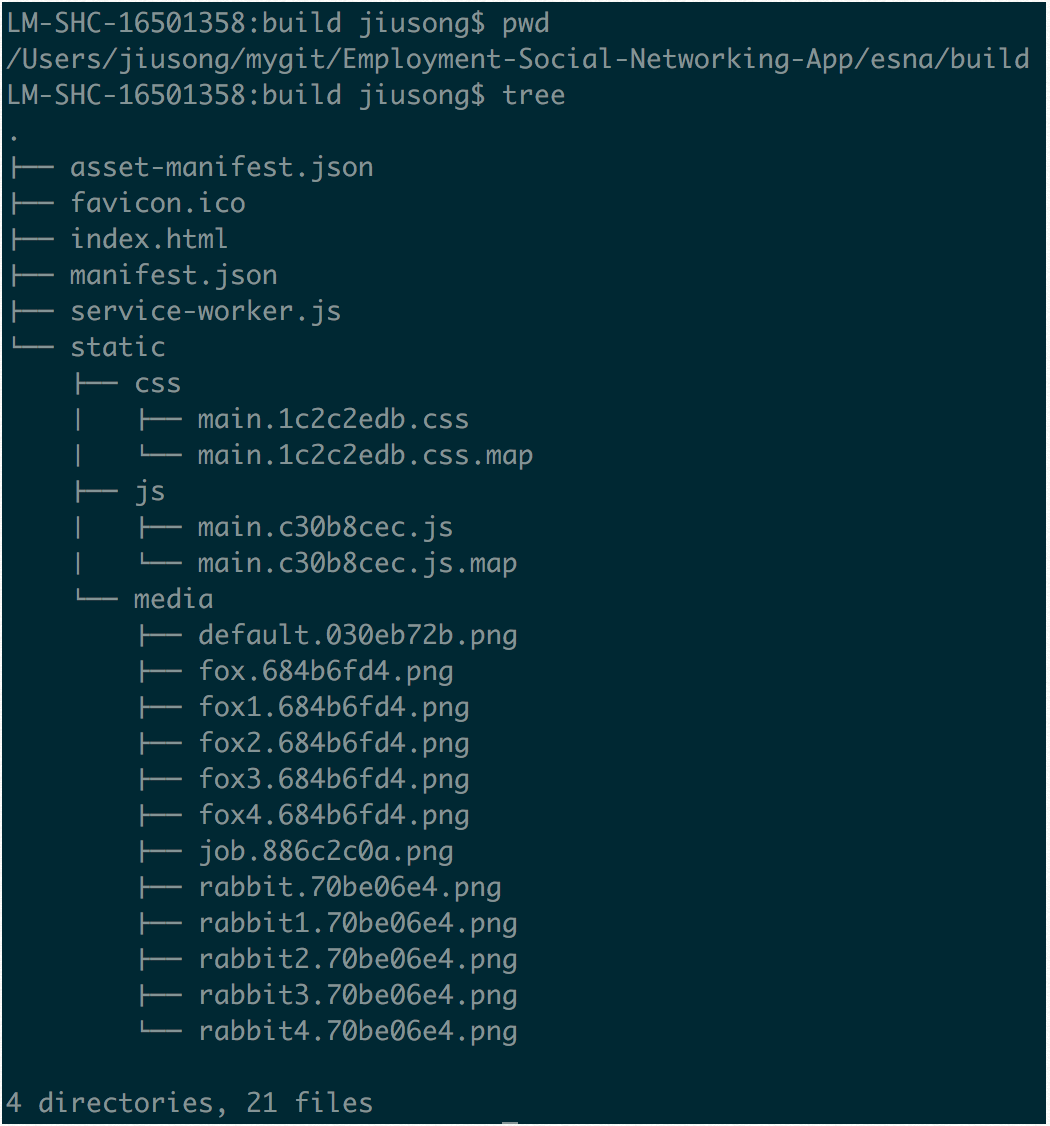 LM-SHC-16501358:build jiusong$ pwd
/Users/jiusong/mygit/Employment-Social-Networking-App/esna/build
LM-SHC-16501358:build jiusong$ tree
.
├── asset-manifest.json
├── favicon.ico
├── index.html
├── manifest.json
├── service-worker.js
└── static
    ├── css
    |   ├── main.1c2c2edb.css
    |   └── main.1c2c2edb.css.map
    ├── js
    |   ├── main.c30b8cec.js
    |   └── main.c30b8cec.js.map
    └── media
        ├── default.030eb72b.png
        ├── fox.684b6fd4.png
        ├── fox1.684b6fd4.png
        ├── fox2.684b6fd4.png
        ├── fox3.684b6fd4.png
        ├── fox4.684b6fd4.png
        ├── job.886c2c0a.png
        ├── rabbit.70be06e4.png
        ├── rabbit1.70be06e4.png
        ├── rabbit2.70be06e4.png
        ├── rabbit3.70be06e4.png
        └── rabbit4.70be06e4.png
4 directories, 21 files